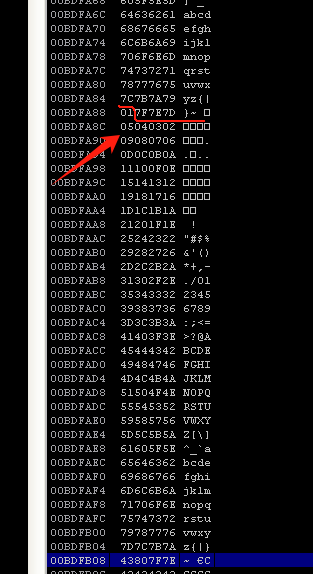 00BDFA6C 64636261 abcd
00BDFA70 68676665 efgh
00BDFA74 6C6B6A69 ijkl
00BDFA78 706F6E6D mnop
00BDFA7C 74737271 qrst
00BDFA80 78777675 uvwx
00BDFA84 7C7B7A79 yz{|
00BDFA88 017F7E7D }~ □
00BDFA8C 05040302 □□□□
00BDFA90 09080706 □□□.
0D0C0B0A .□..
00BDFA98 11100F0E □□□□
00BDFA9C 15141312 □□□□
00BDFAA0 19181716 □□□□
00BDFAA4 1D1C1B1A □□
00BDFAA8 21201F1E !
00BDFAAC 25242322 "#$%
00BDFAB0 29282726 &'()
00BDFAB4 2D2C2B2A *+,-
00BDFAB8 31302F2E ./01
00BDFABC 35343332 2345
00BDFAC0 39383736 6789
00BDFAC4 3D3C3B3A :;<=
00BDFAC8 41403F3E >?@A
00BDFACC 45444342 BCDE
00BDFAD0 49484746 FGHI
00BDFAD4 4D4C4B4A JKLM
00BDFAD8 51504F4E NOPQ
00BDFADC 55545352 RSTU
00BDFAE0 59585756 VWXY
00BDFAE4 5D5C5B5A Z[\]
00BDFAE8 61605F5E ^_`a
00BDFAEC 65646362 bcde
00BDFAF0 69686766 fghi
00BDFAF4 6D6C6B6A jklm
00BDFAF8 71706F6E nopq
00BDFAFC 75747372 rstu
00BDFB00 79787776 vwxy
00BDFB04 7D7C7B7A z{|}
00BDFB08 43807F7E ~ €C